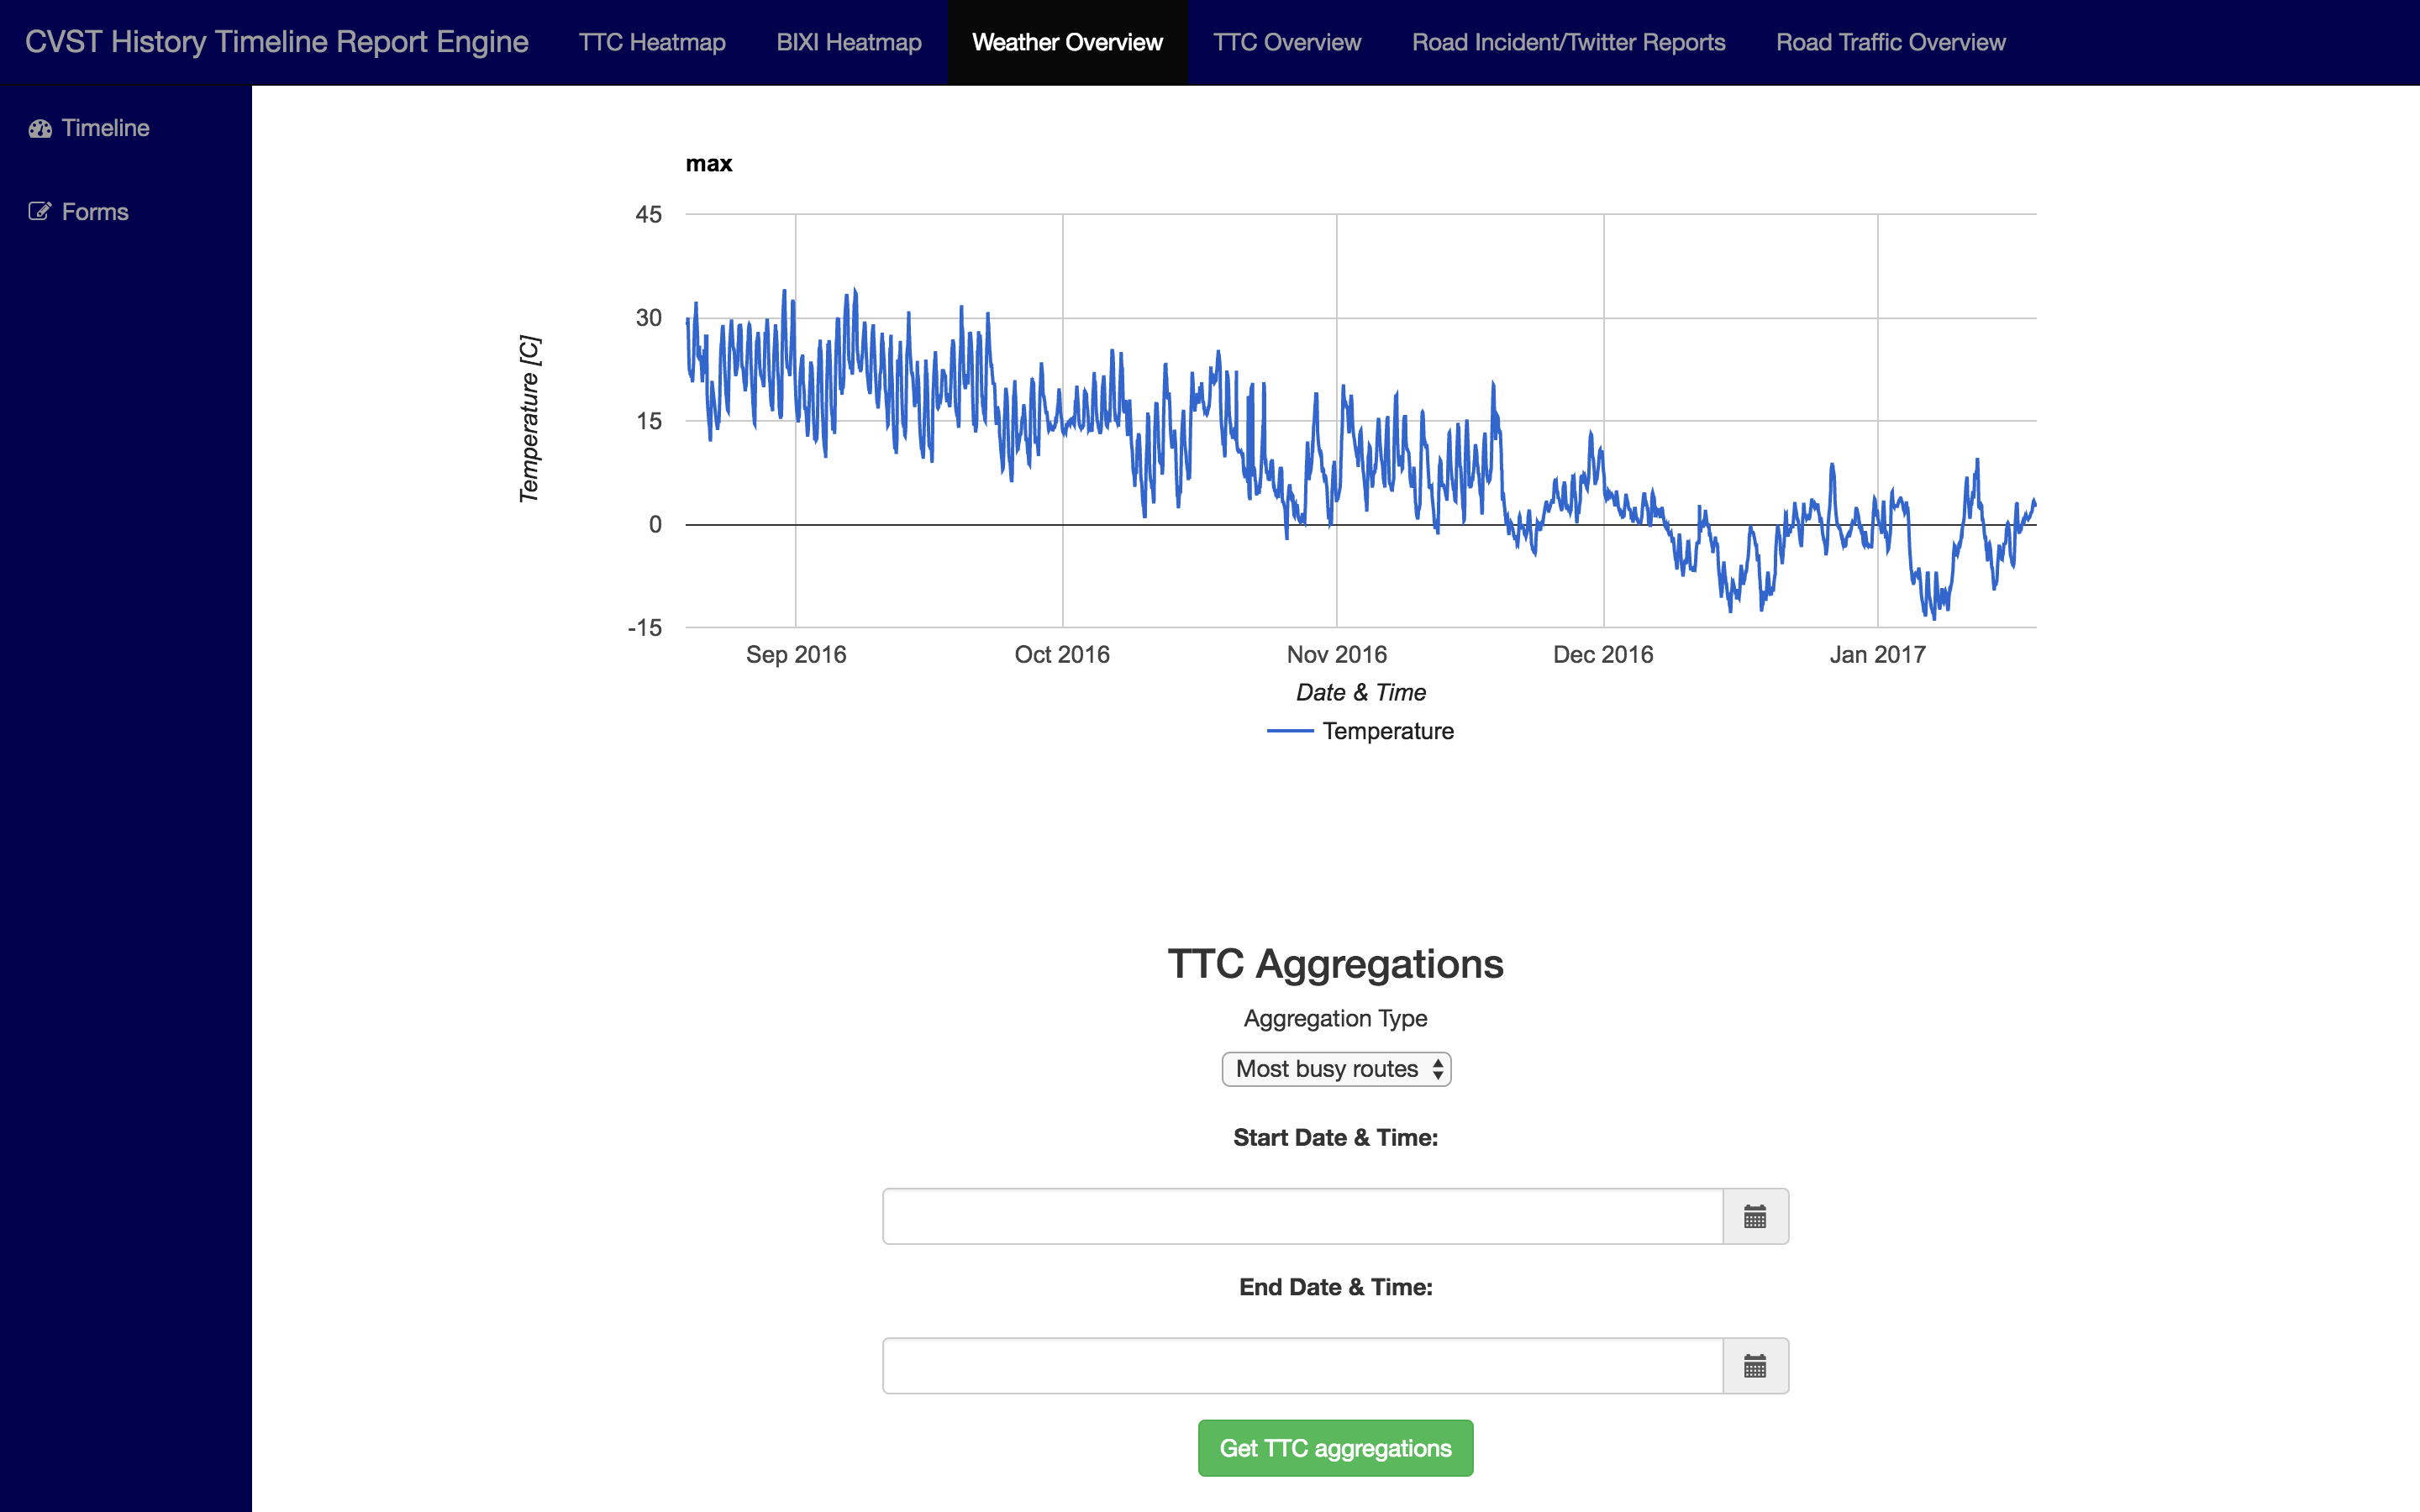 CVST History Timeline Report Engine TTC Heatmap BIXI Heatmap Weather Overview TTC Overview Road Incident/Twitter Reports Road Traffic Overview
Timeline
Forms
max
45
30
15
0
-15
Temperature [C]
Sep 2016 Oct 2016 Nov 2016 Dec 2016 Jan 2017
Date & Time
Temperature
TTC Aggregations
Aggregation Type
Most busy routes
Start Date & Time:
End Date & Time:
Get TTC aggregations